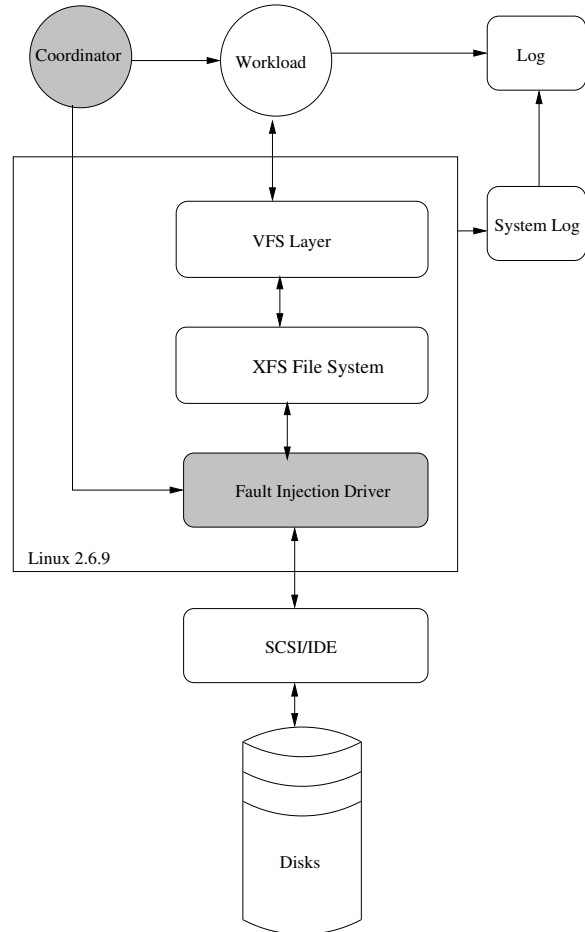 Coordinator
Workload
Log
VFS Layer
System Log
XFS File System
Fault Injection Driver
Linux 2.6.9
SCSI/IDE
Disks